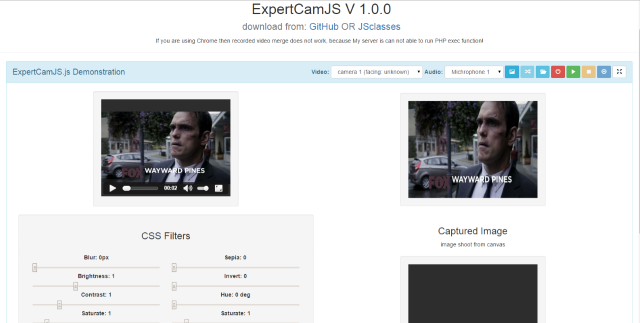 ExpertCamJS V 1.0.0
download from: GitHub OR JSclasses
If you are using Chrome then recorded video merge does not work, because My server is can not able to run PHP exec function!
ExpertCamJS.js Demonstration
Video: camera 1 (facing: unknown) Audio: Michrophone 1
WAYWARD PINES
FOX
00:02
WAYWARD PINES
FOX
CSS Filters
Captured Image
image shoot from canvas
Blur: 0px
Sepia: 0
Brightness: 1
Invert: 0
Contrast: 1
Hue: 0 deg
Saturate: 1
Saturate: 1